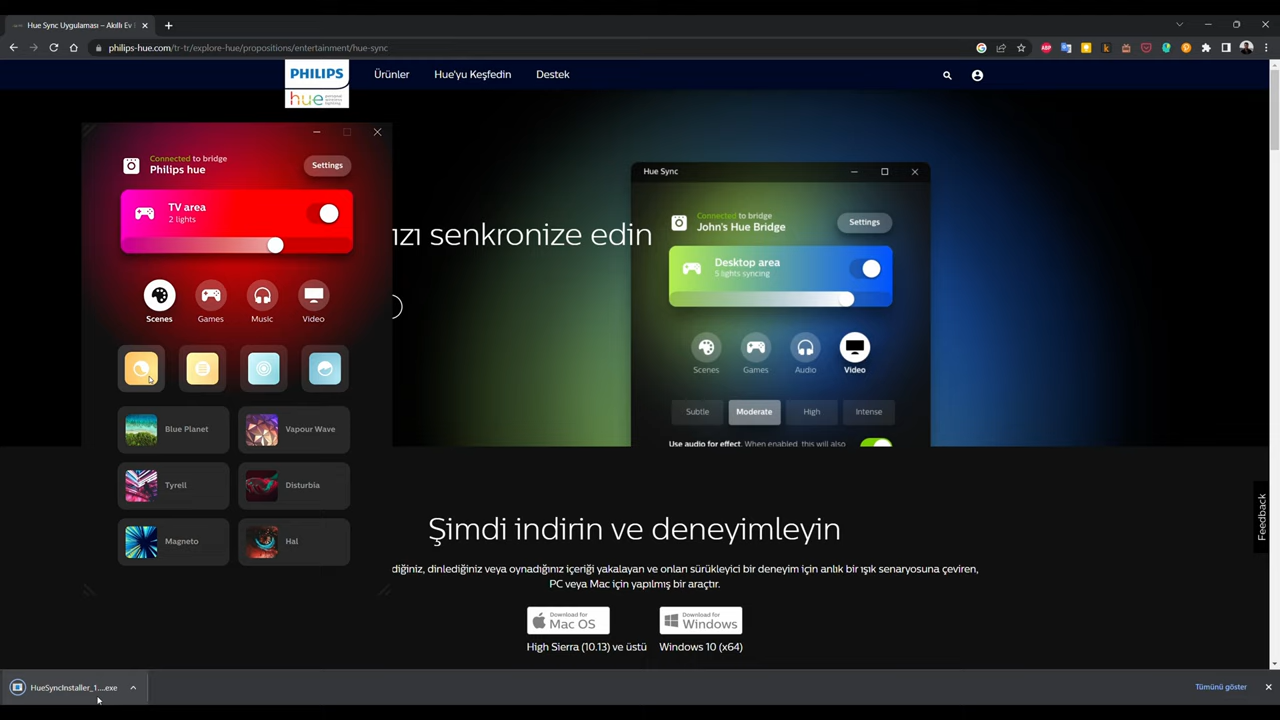 Hue Sync Uygulaması – Akıllı Ev
philips-hue.com/tr-tr/explore-hue/propositions/entertainment/hue-sync
PHILIPS
hue personal wireless lighting
Ürünler
Hue'yu Keşfedin
Destek
Connected to bridge
Philips hue
Settings
TV area
2 lights
Scenes
Games
Music
Video
Blue Planet
Vapour Wave
Tyrell
Disturbia
Magneto
Hal
ızı senkronize edin
Hue Sync
Connected to bridge
John's Hue Bridge
Settings
Desktop area
5 lights syncing
Scenes
Games
Audio
Video
Subtle
Moderate
High
Intense
Use audio for effect. When enabled, this will also
Şimdi indirin ve deneyimleyin
diğiniz, dinlediğiniz veya oynadığınız içeriği yakalayan ve onları sürükleyici bir deneyim için anlık bir ışık senaryosuna çeviren,
PC veya Mac için yapılmış bir araçtır.
Download for
Mac OS
Download for
Windows
High Sierra (10.13) ve üstü
Windows 10 (x64)
Feedback
HueSyncInstaller_1....exe
Tümünü göster